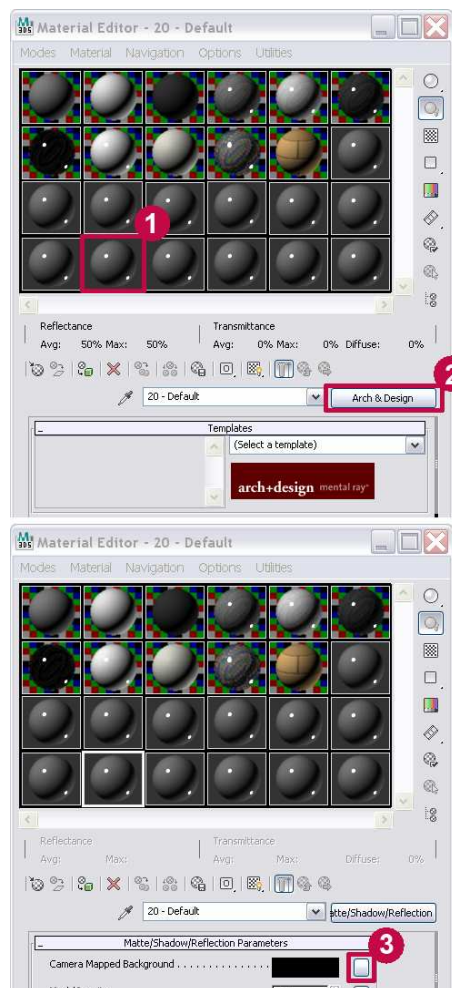 Material Editor - 20 - Default
Modes Material Navigation Options Utilities
1
Reflectance Transmittance
Avg: 50% Max: 50% Avg: 0% Max: 0% Diffuse: 0%
2
20 - Default Arch & Design
Templates
(Select a template)
arch+design mental ray
Material Editor - 20 - Default
Modes Material Navigation Options Utilities
Reflectance Transmittance
Avg: Max: Avg: Max: Diffuse: 0%
20 - Default atte/Shadow/Reflection
Matte/Shadow/Reflection Parameters
3
Camera Mapped Background . . . . . . . . . . . . . .